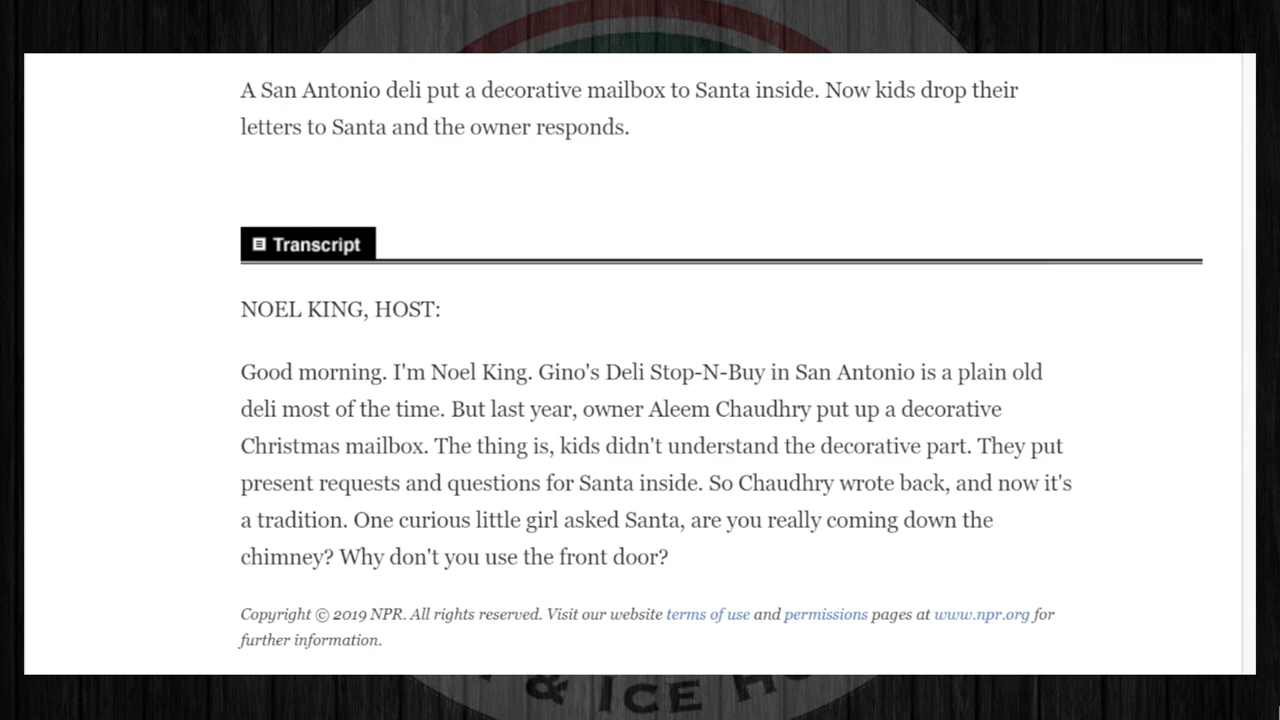 A San Antonio deli put a decorative mailbox to Santa inside. Now kids drop their
letters to Santa and the owner responds.
Transcript
NOEL KING, HOST:
Good morning. I'm Noel King. Gino's Deli Stop-N-Buy in San Antonio is a plain old
deli most of the time. But last year, owner Aleem Chaudhry put up a decorative
Christmas mailbox. The thing is, kids didn't understand the decorative part. They put
present requests and questions for Santa inside. So Chaudhry wrote back, and now it's
a tradition. One curious little girl asked Santa, are you really coming down the
chimney? Why don't you use the front door?
Copyright © 2019 NPR. All rights reserved. Visit our website terms of use and permissions pages at www.npr.org for
further information.
& ICE